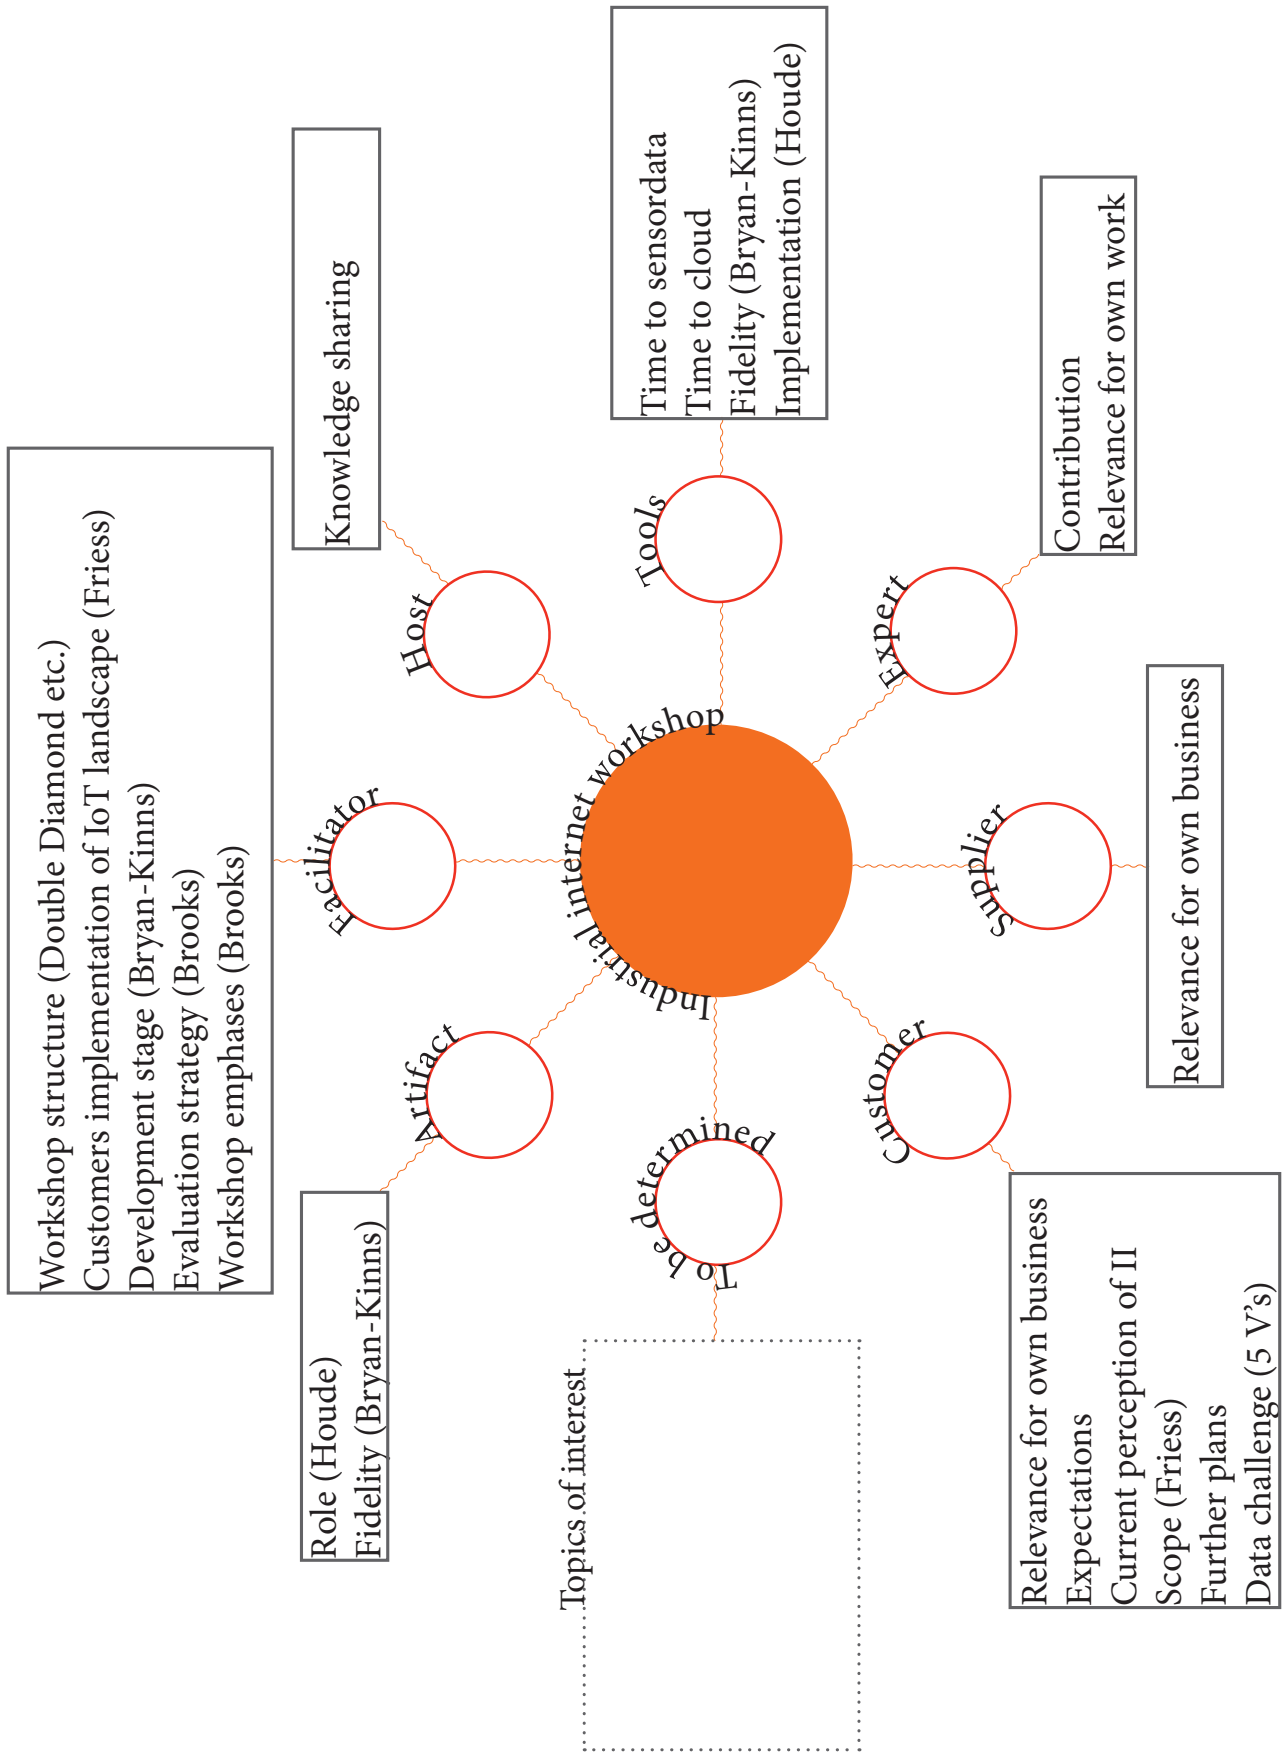 Workshop structure (Double Diamond etc.)
Customers implementation of IoT landscape (Friess)
Development stage (Bryan-Kinns)
Evaluation strategy (Brooks)
Workshop emphases (Brooks)
Facilitator
Role (Houde)
Fidelity (Bryan-Kinns)
Artifact
Knowledge sharing
Host
Topics of interest
To be determined
Industrial internet workshop
Tools
Time to sensordata
Time to cloud
Fidelity (Bryan-Kinns)
Implementation (Houde)
Customer
Relevance for own business
Expectations
Current perception of II
Scope (Friess)
Further plans
Data challenge (5 V’s)
Supplier
Relevance for own business
Expert
Contribution
Relevance for own work